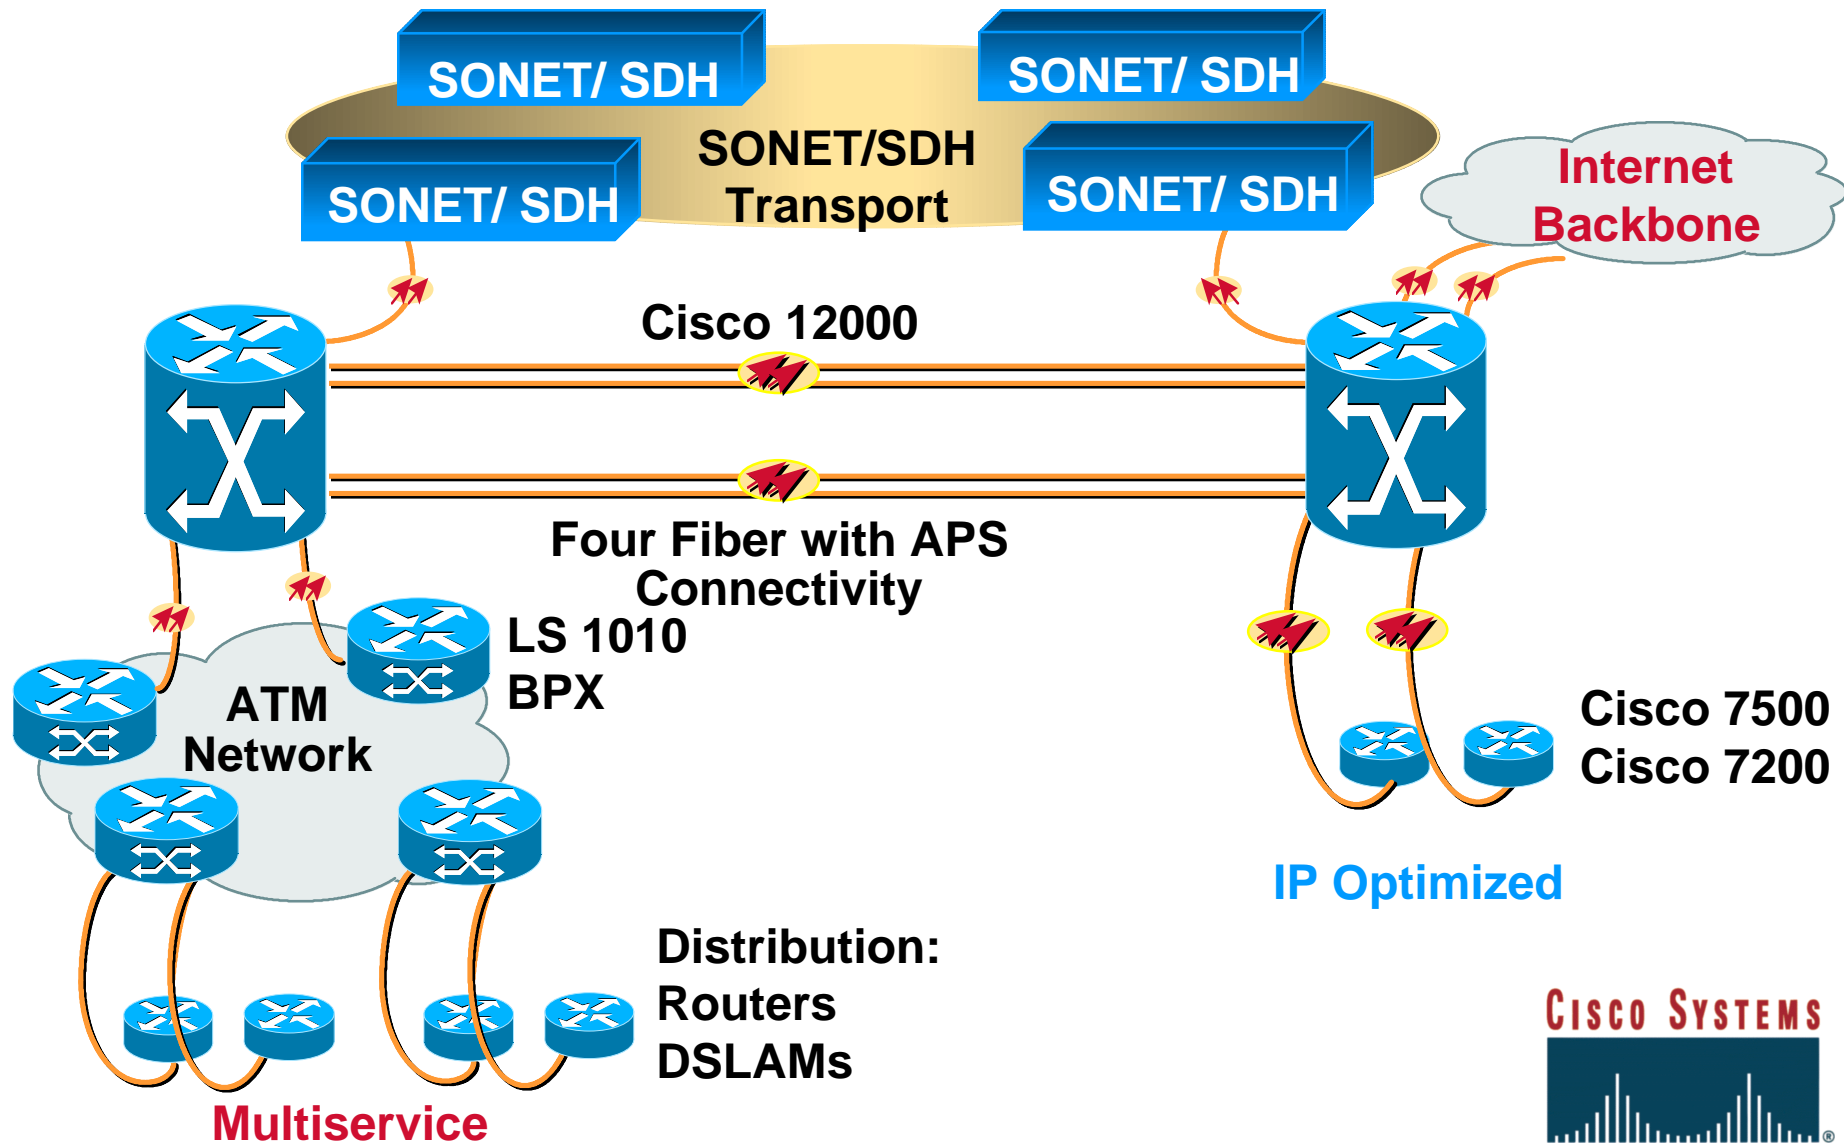 SONET/ SDH
SONET/ SDH
SONET/SDH
Transport
SONET/ SDH
SONET/ SDH
Internet
Backbone
Cisco 12000
Four Fiber with APS
Connectivity
LS 1010
BPX
ATM
Network
Cisco 7500
Cisco 7200
IP Optimized
Distribution:
Routers
DSLAMs
Multiservice
CISCO SYSTEMS
®